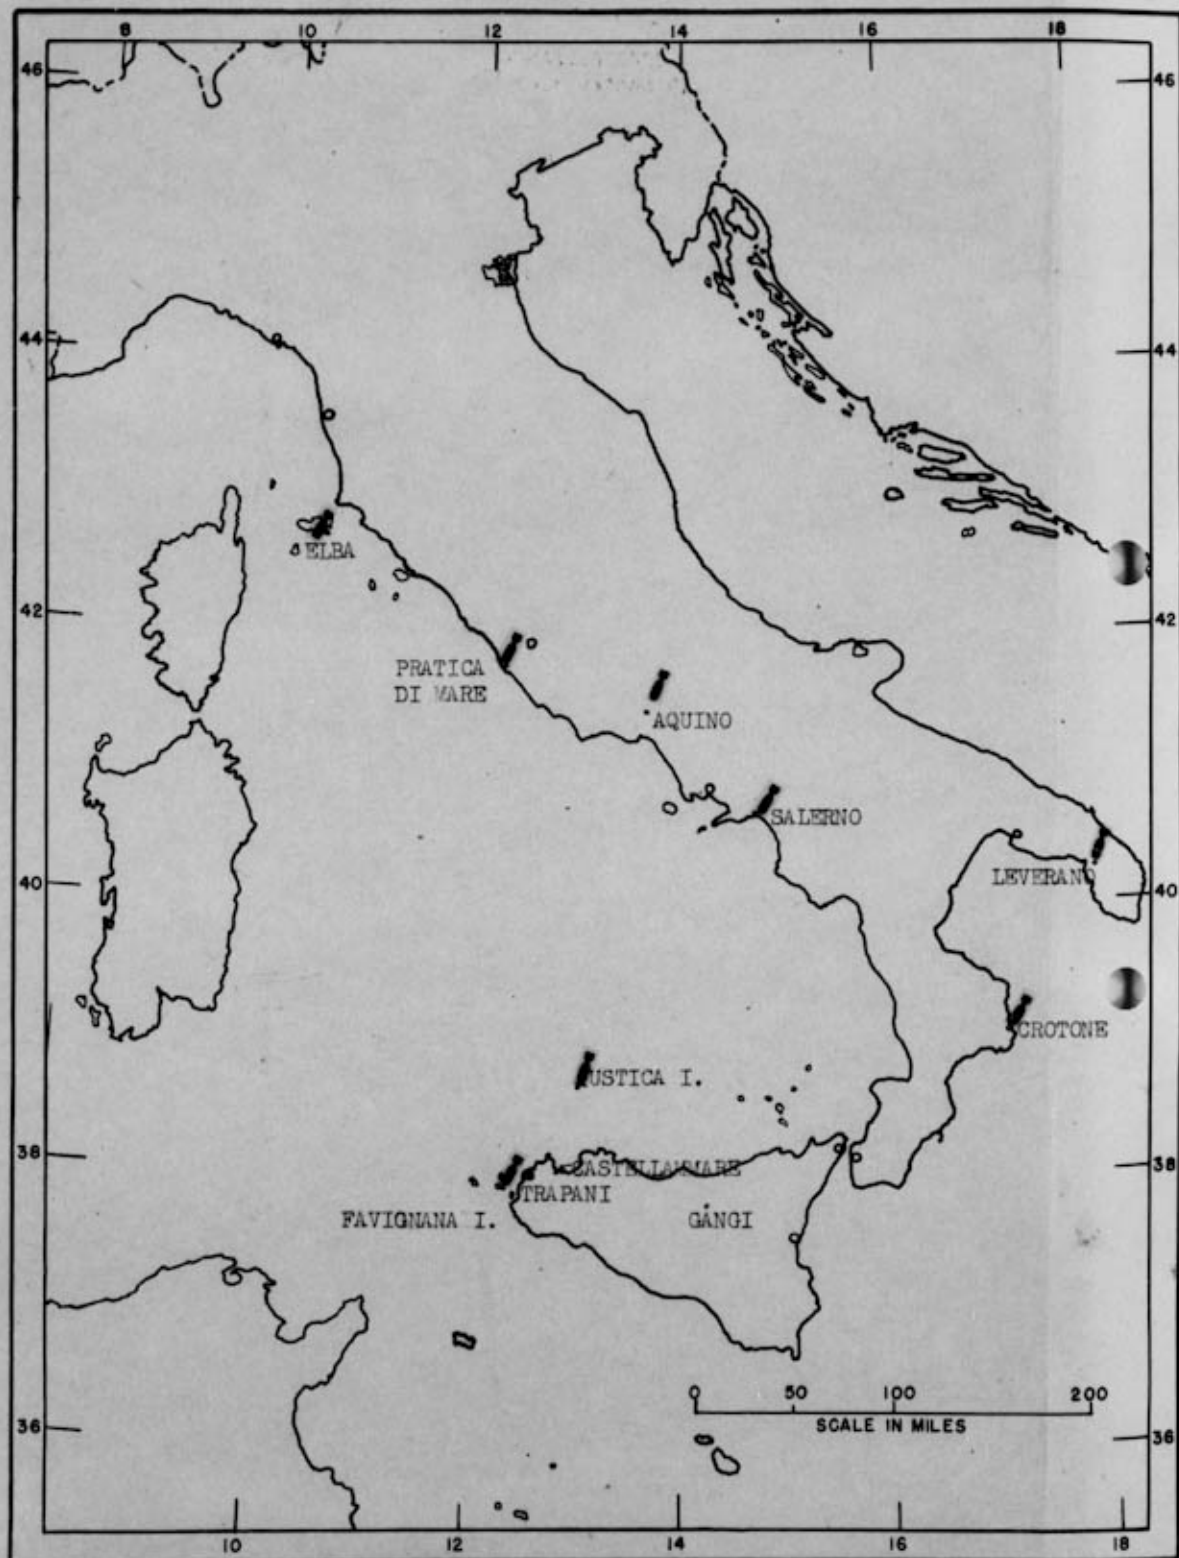 8 10 12 14 16 18
46 46
44 44
ELBA
42 42
PRATICA
DI MARE
AQUINO
SALERNO
LEVERANO
40 40
CROTONE
USTICA I.
38 38
CASTELLAMMARE
TRAPANI
FAVIGNANA I.
GANGI
0 50 100 200
SCALE IN MILES
36 36
10 12 14 16 18